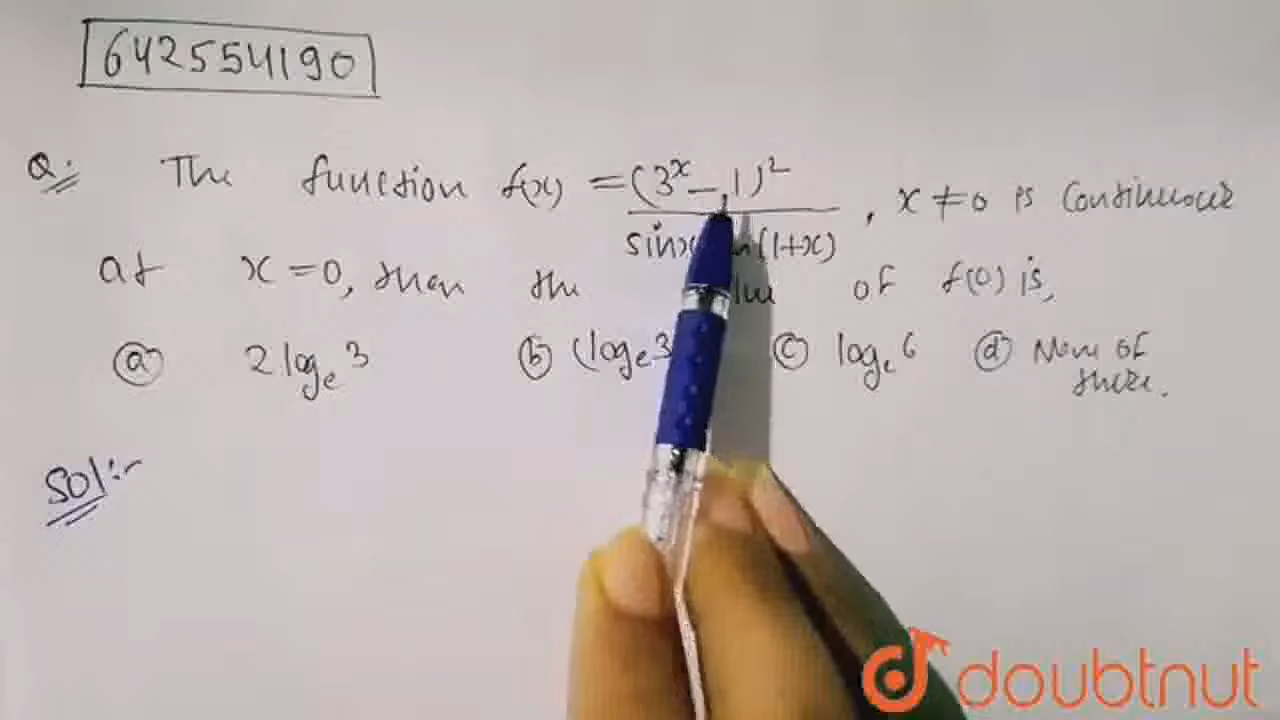 642554190
Q:- The function f(x) = (3^x - 1)^2 / sinx (1+x) , x ≠ 0 is continuous
at x = 0, then the of f(0) is,
(a) 2 log_e 3 (b) (log_e 3 (c) log_e 6 (d) None of these.
Sol:-
doubtnut